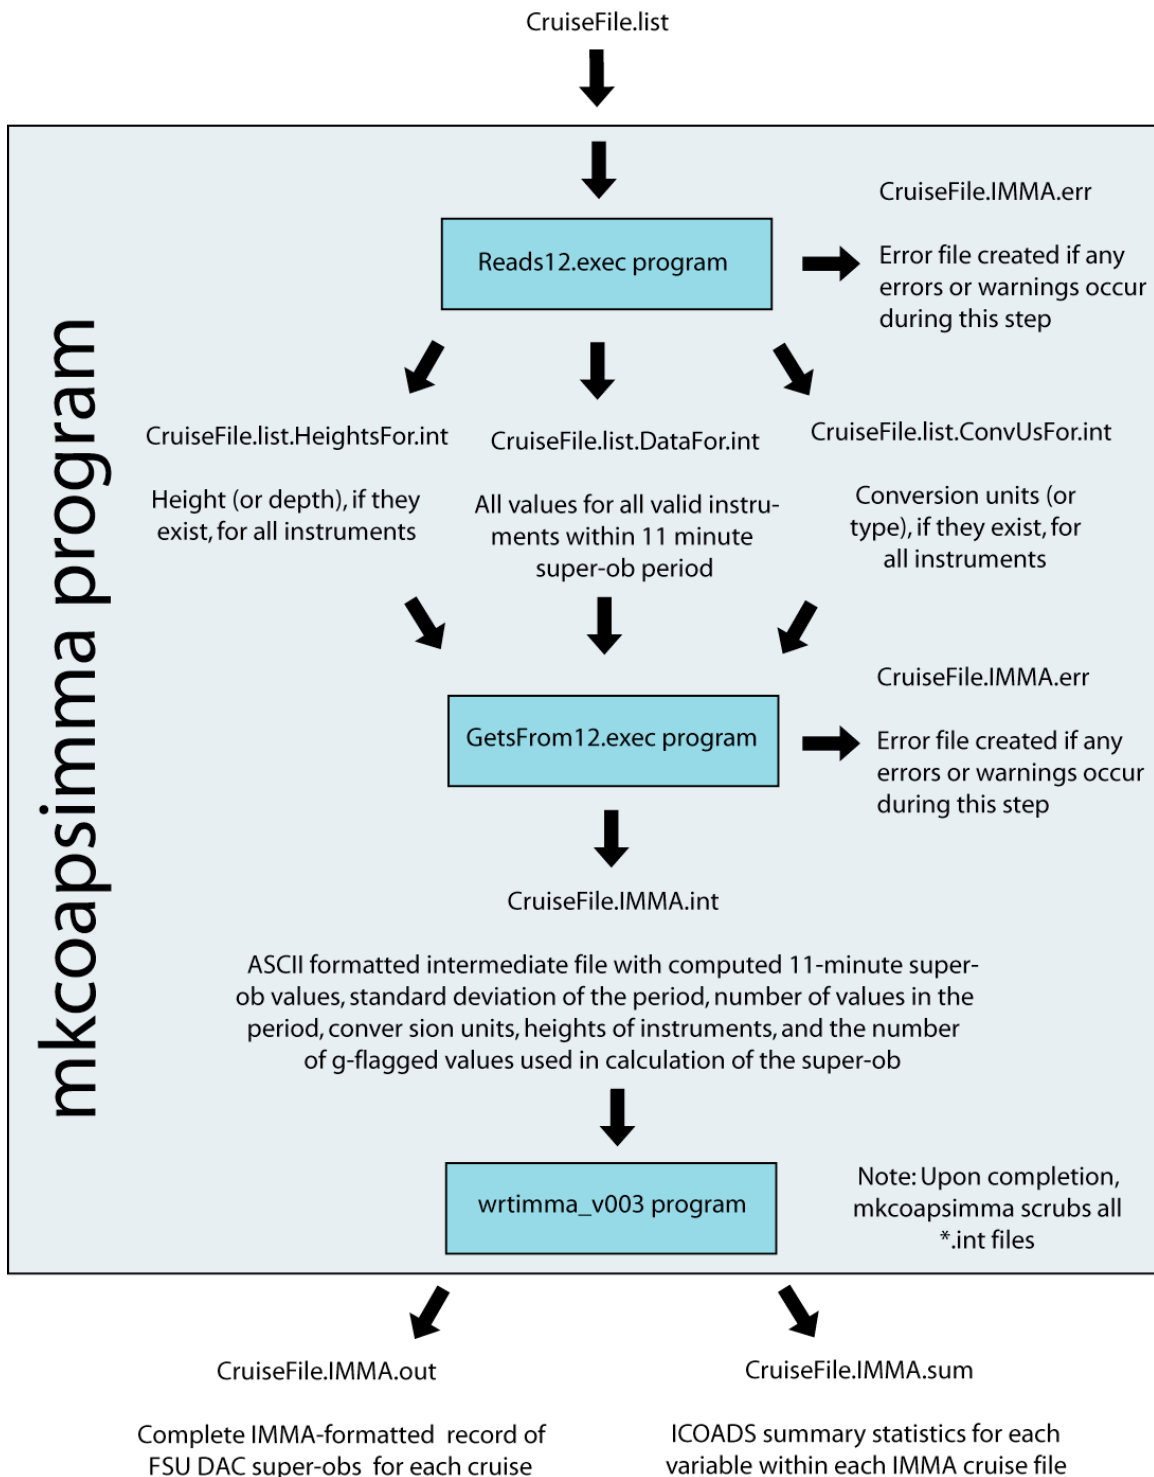 CruiseFile.list
mkcoapsimma program
Reads12.exec program
CruiseFile.IMMA.err
Error file created if any
errors or warnings occur
during this step
CruiseFile.list.HeightsFor.int
Height (or depth), if they
exist, for all instruments
CruiseFile.list.DataFor.int
All values for all valid instru-
ments within 11 minute
super-ob period
CruiseFile.list.ConvUsFor.int
Conversion units (or
type), if they exist, for
all instruments
GetsFrom12.exec program
CruiseFile.IMMA.err
Error file created if any
errors or warnings occur
during this step
CruiseFile.IMMA.int
ASCII formatted intermediate file with computed 11-minute super-
ob values, standard deviation of the period, number of values in the
period, conver sion units, heights of instruments, and the number
of g-flagged values used in calculation of the super-ob
wrtimma_v003 program
Note: Upon completion,
mkcoapsimma scrubs all
*.int files
CruiseFile.IMMA.out
Complete IMMA-formatted record of
FSU DAC super-obs for each cruise
CruiseFile.IMMA.sum
ICOADS summary statistics for each
variable within each IMMA cruise file